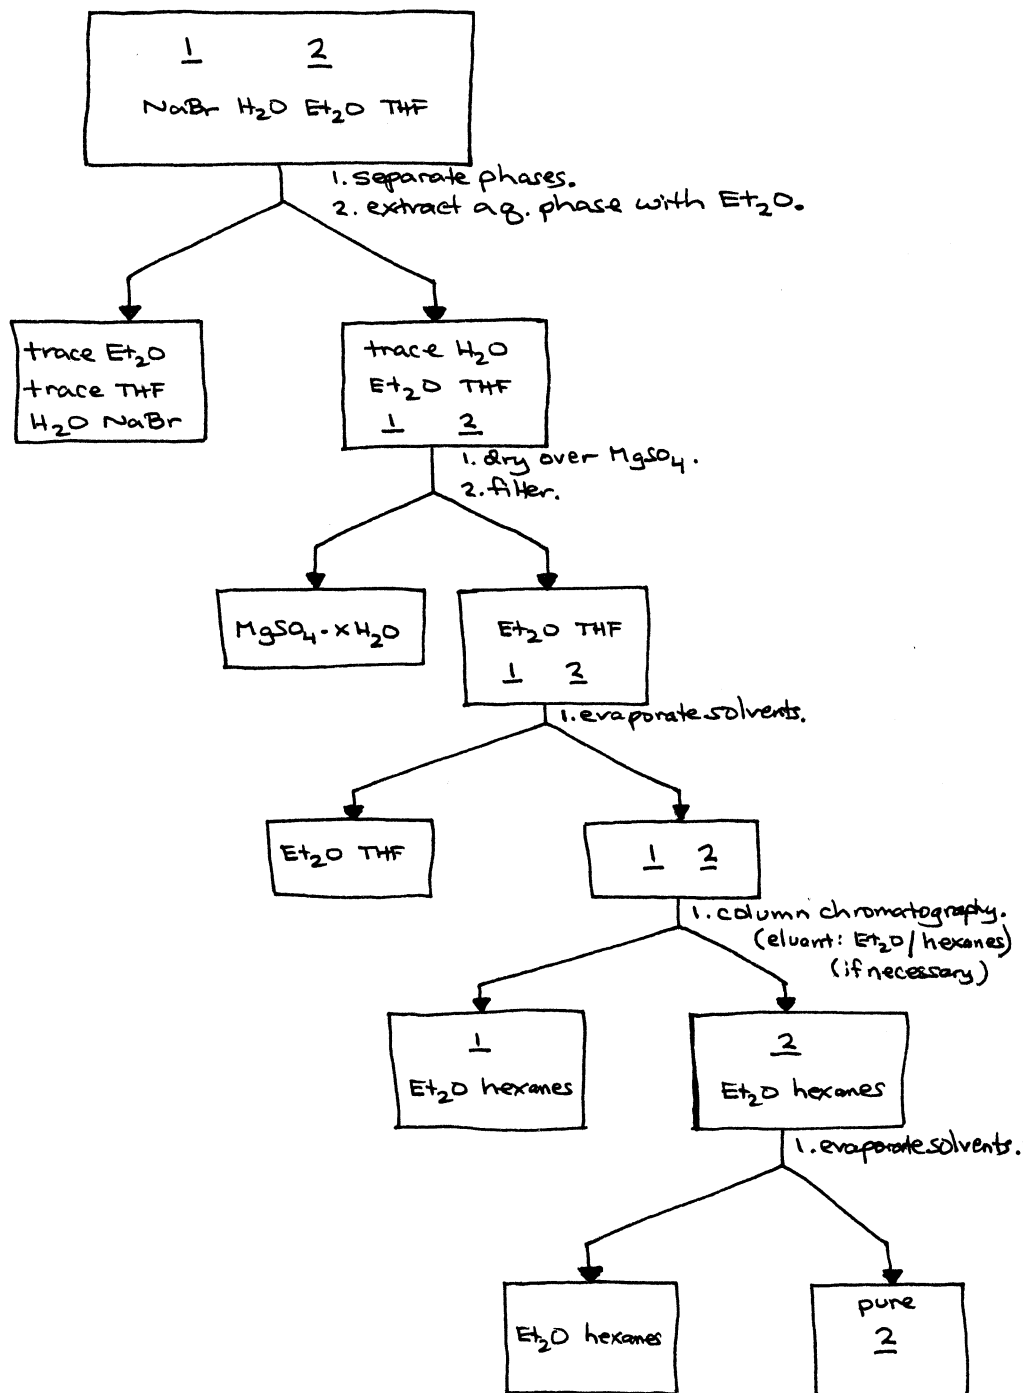 1 2
NaBr H₂O Et₂O THF
1. separate phases.
2. extract aq. phase with Et₂O.
trace Et₂O
trace THF
H₂O NaBr
trace H₂O
Et₂O THF
1 2
1. dry over MgSO₄.
2. filter.
MgSO₄·xH₂O
Et₂O THF
1 2
1. evaporate solvents.
Et₂O THF
1 2
1. column chromatography.
(eluant: Et₂O/hexanes)
(if necessary)
1
Et₂O hexanes
2
Et₂O hexanes
1. evaporate solvents.
Et₂O hexanes
pure
2